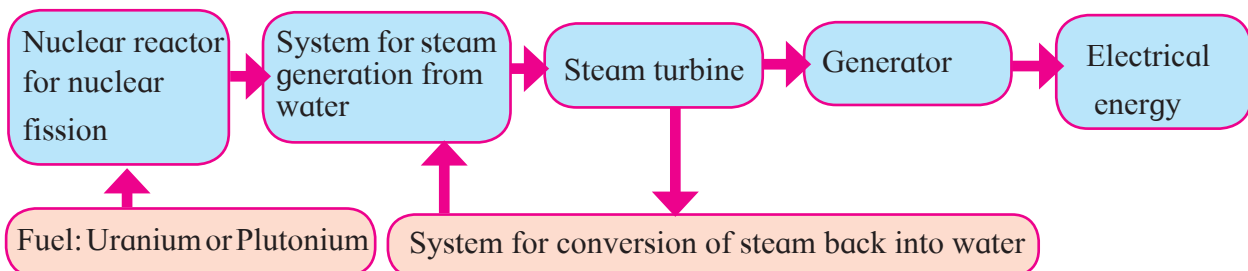 Nuclear reactor
for nuclear
fission
System for steam
generation from
water
Steam turbine
Generator
Electrical
energy
Fuel: Uranium or Plutonium
System for conversion of steam back into water